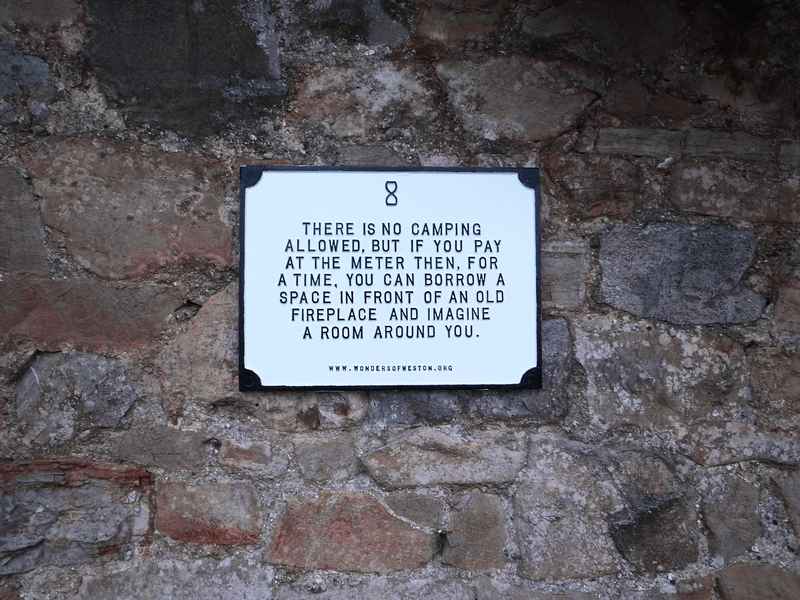 THERE IS NO CAMPING
ALLOWED, BUT IF YOU PAY
AT THE METER THEN, FOR
A TIME, YOU CAN BORROW A
SPACE IN FRONT OF AN OLD
FIREPLACE AND IMAGINE
A ROOM AROUND YOU.
WWW.WONDERSOFWESTON.ORG